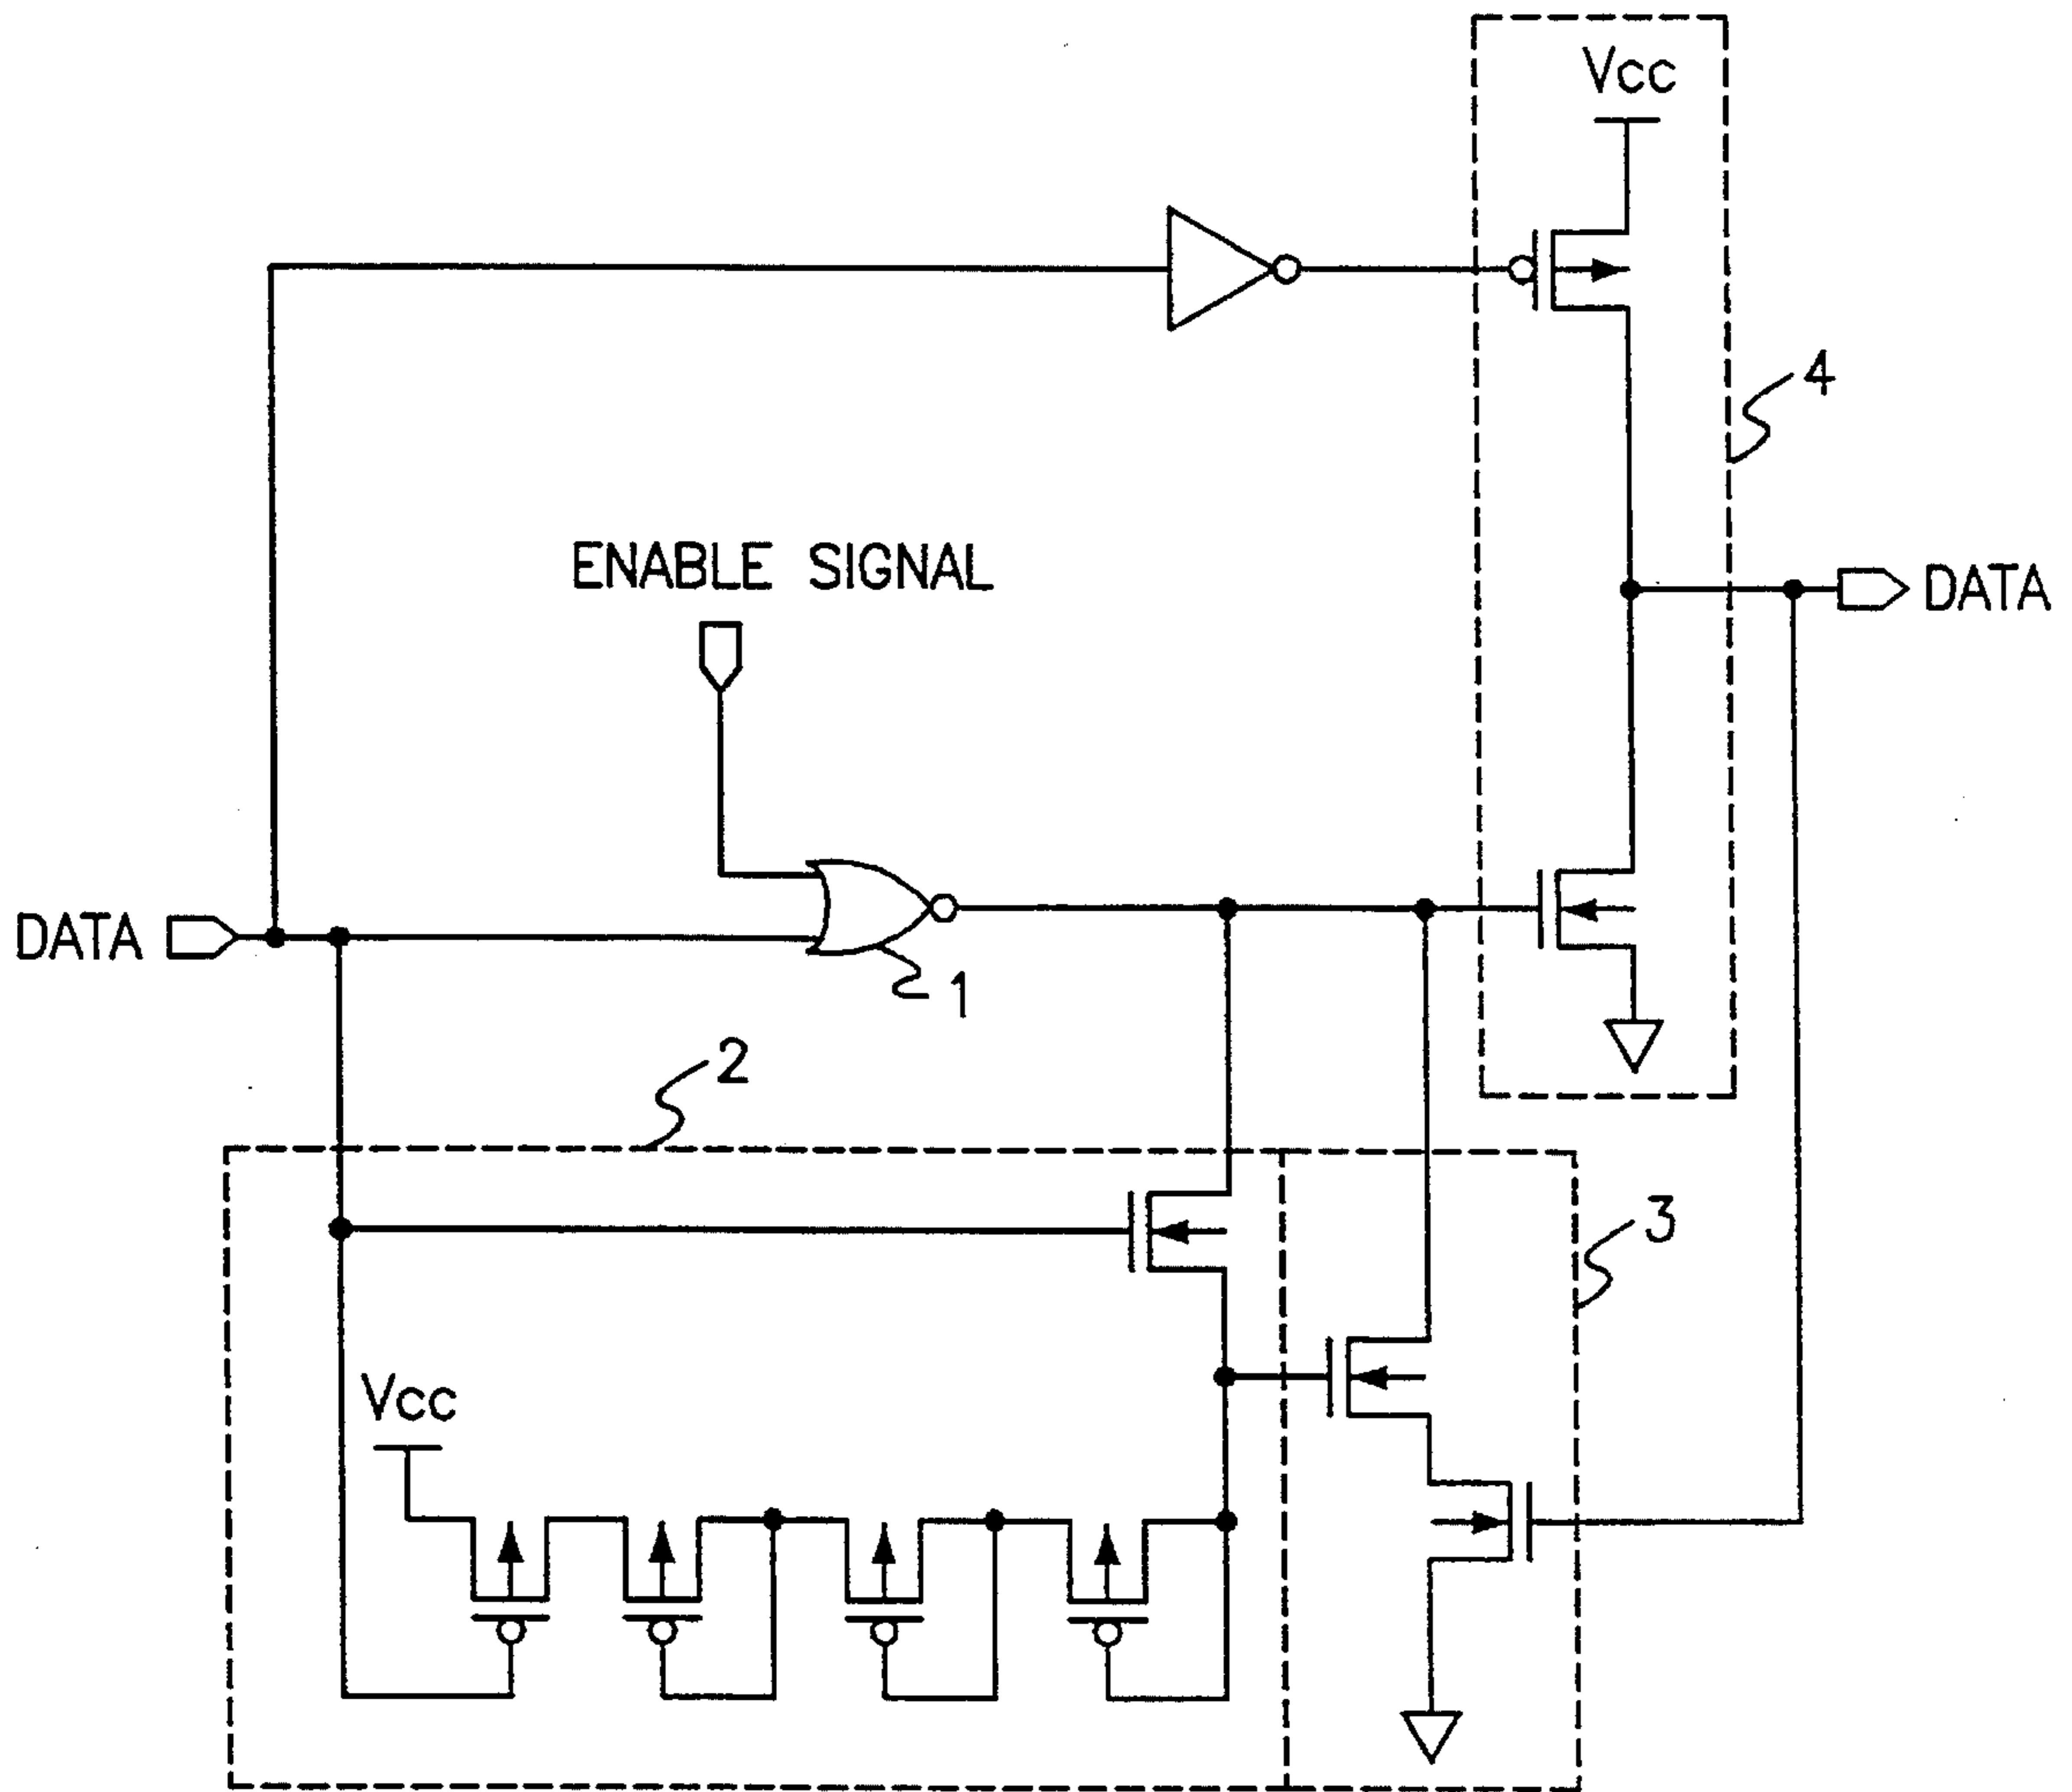 Vcc
4
ENABLE SIGNAL
DATA
DATA
1
2
3
Vcc